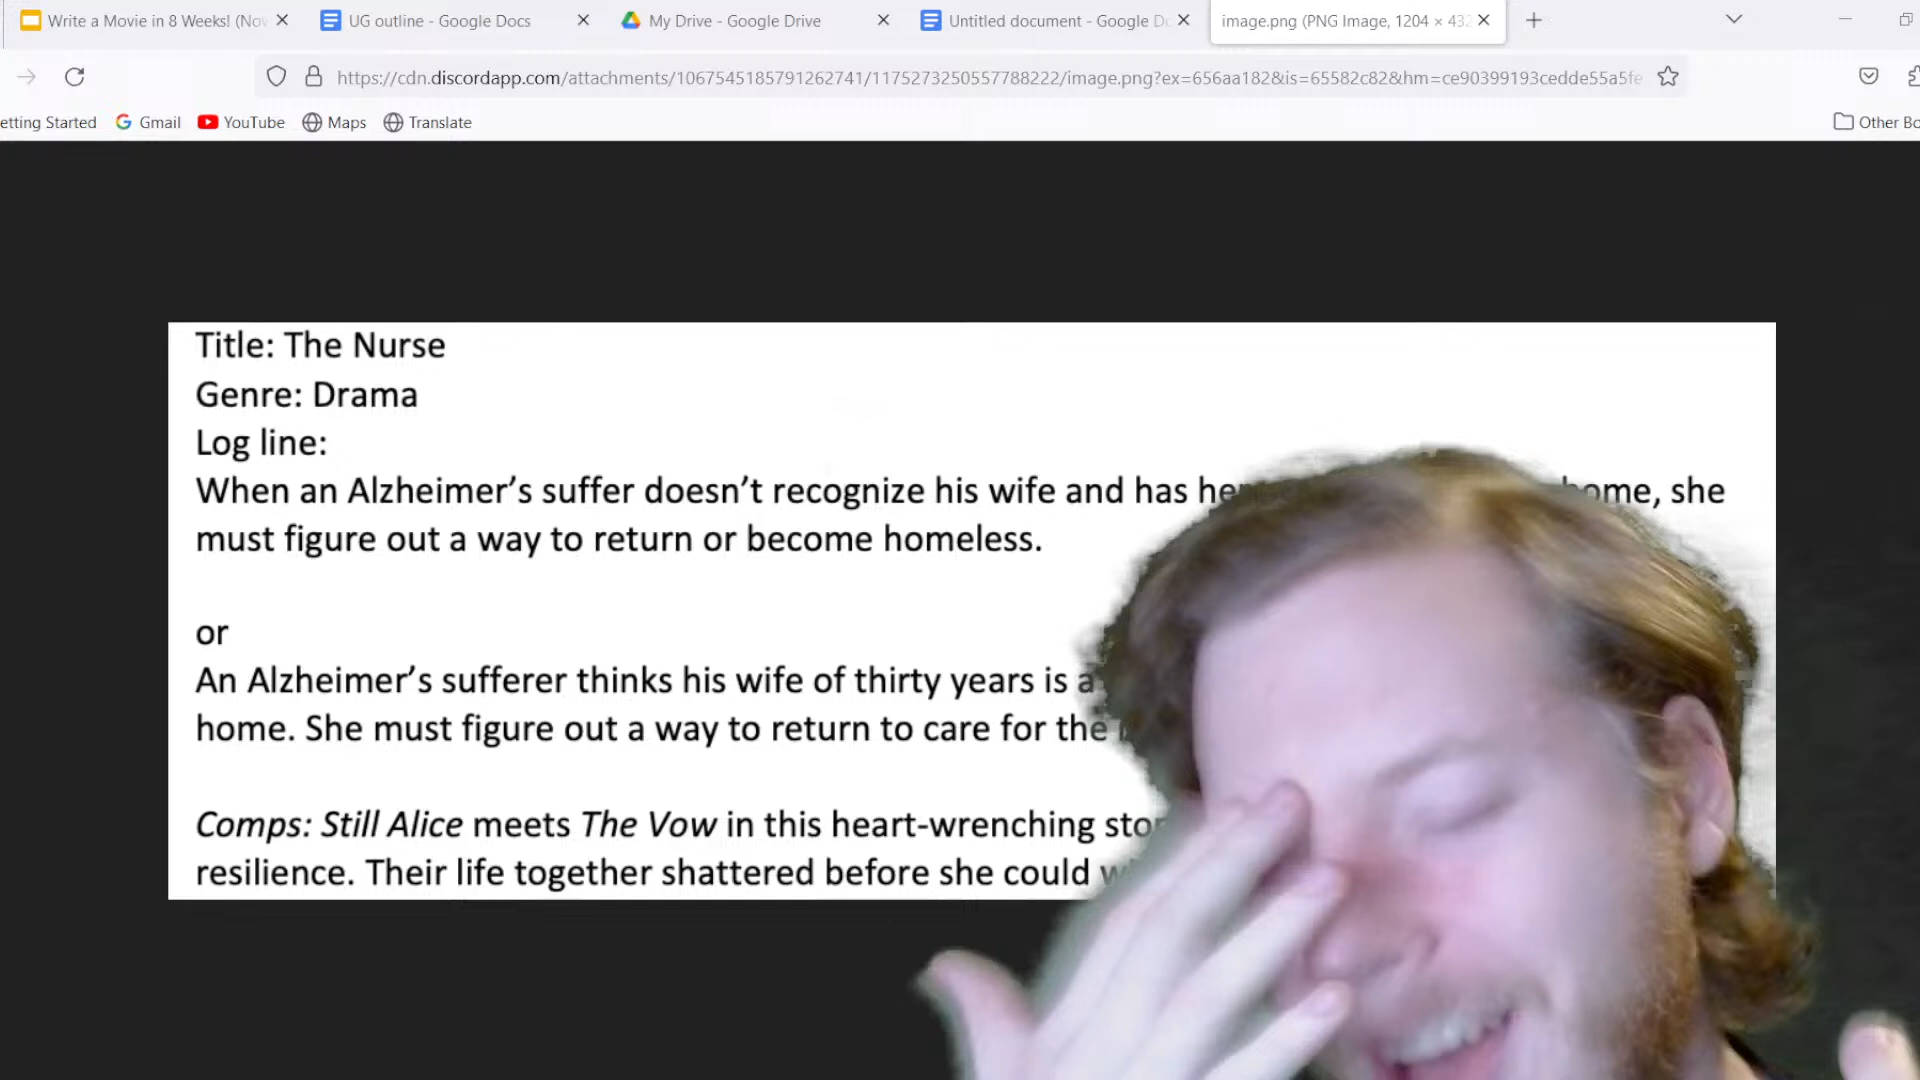 Write a Movie in 8 Weeks! (Nov
UG outline - Google Docs
My Drive - Google Drive
Untitled document - Google Do
image.png (PNG Image, 1204 × 432
https://cdn.discordapp.com/attachments/1067545185791262741/1175273250557788222/image.png?ex=656aa182&is=65582c82&hm=ce90399193cedde55a5fe
etting Started
Gmail
YouTube
Maps
Translate
Other Bo
Title: The Nurse
Genre: Drama
Log line:
When an Alzheimer's suffer doesn't recognize his wife and has her home, she
must figure out a way to return or become homeless.
or
An Alzheimer's sufferer thinks his wife of thirty years is a
home. She must figure out a way to return to care for the
Comps: Still Alice meets The Vow in this heart-wrenching
resilience. Their life together shattered before she could